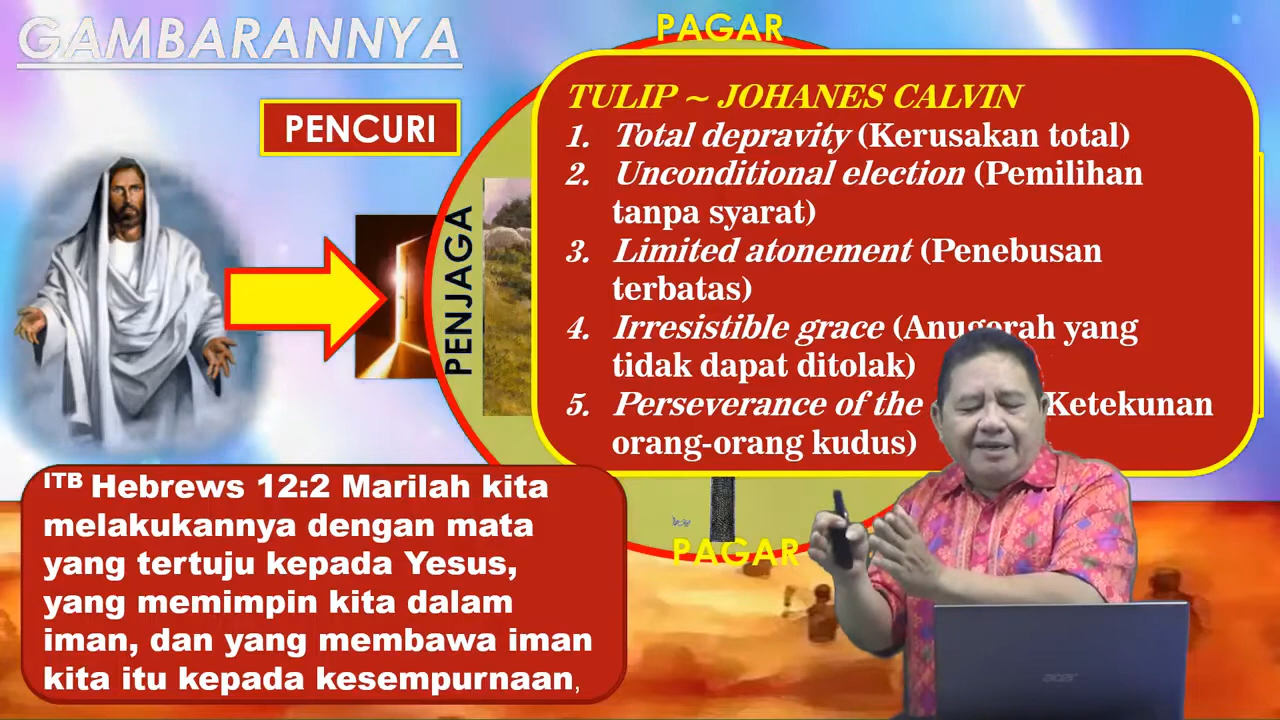 GAMBARANNYA
PAGAR
PENCURI
PENJAGA
TULIP ~ JOHANES CALVIN
1. Total depravity (Kerusakan total)
2. Unconditional election (Pemilihan
tanpa syarat)
3. Limited atonement (Penebusan
terbatas)
4. Irresistible grace (Anugerah yang
tidak dapat ditolak)
5. Perseverance of the Ketekunan
orang-orang kudus)
PAGAR
ITB Hebrews 12:2 Marilah kita
melakukannya dengan mata
yang tertuju kepada Yesus,
yang memimpin kita dalam
iman, dan yang membawa iman
kita itu kepada kesempurnaan,
acer